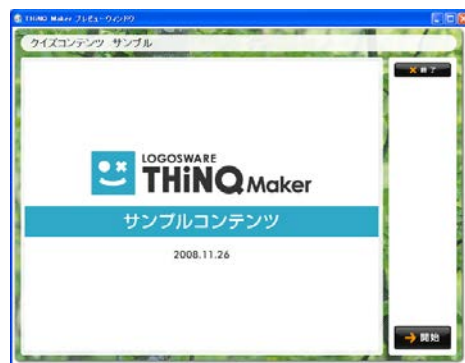 THiNQ Maker プレビューウィンドウ
クイズコンテンツ サンプル
終了
LOGOSWARE
THiNQ Maker
サンプルコンテンツ
2008.11.26
開始